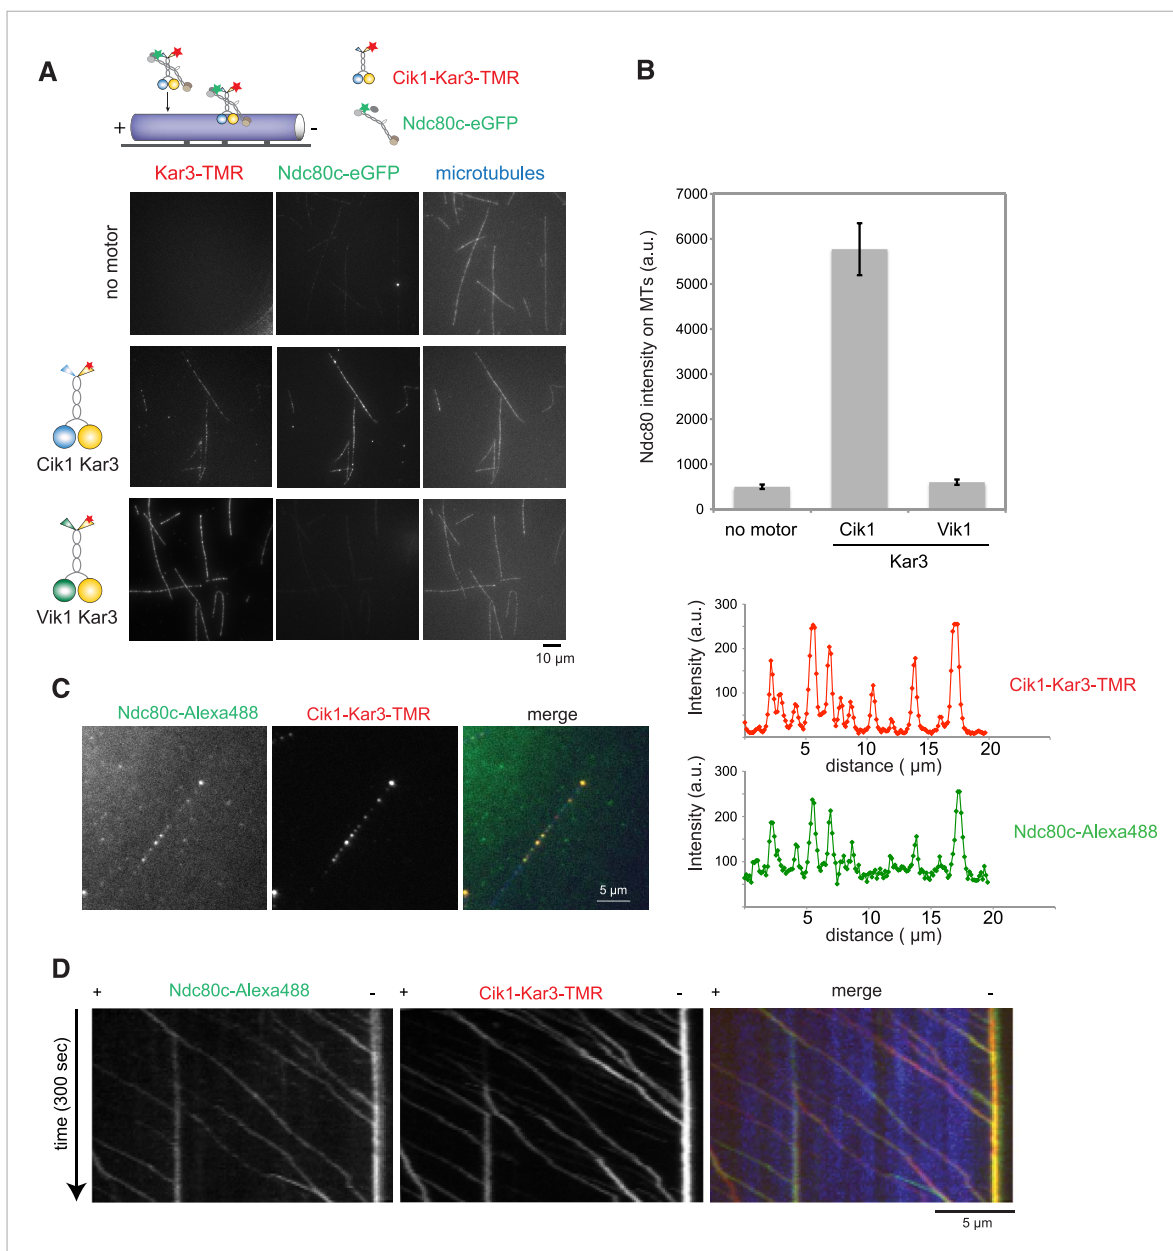 A
Cik1-Kar3-TMR
Ndc80c-eGFP
+ -
Kar3-TMR Ndc80c-eGFP microtubules
no motor
Cik1 Kar3
Vik1 Kar3
10 µm
B
Ndc80 intensity on MTs (a.u.)
7000
6000
5000
4000
3000
2000
1000
0
no motor Cik1 Vik1
Kar3
C
Ndc80c-Alexa488 Cik1-Kar3-TMR merge
5 µm
Intensity (a.u.)
300
200
100
5 10 15 20
distance ( µm)
Cik1-Kar3-TMR
Intensity (a.u.)
300
200
100
5 10 15 20
distance ( µm)
Ndc80c-Alexa488
D
+ Ndc80c-Alexa488 - + Cik1-Kar3-TMR - + merge -
time (300 sec)
5 µm